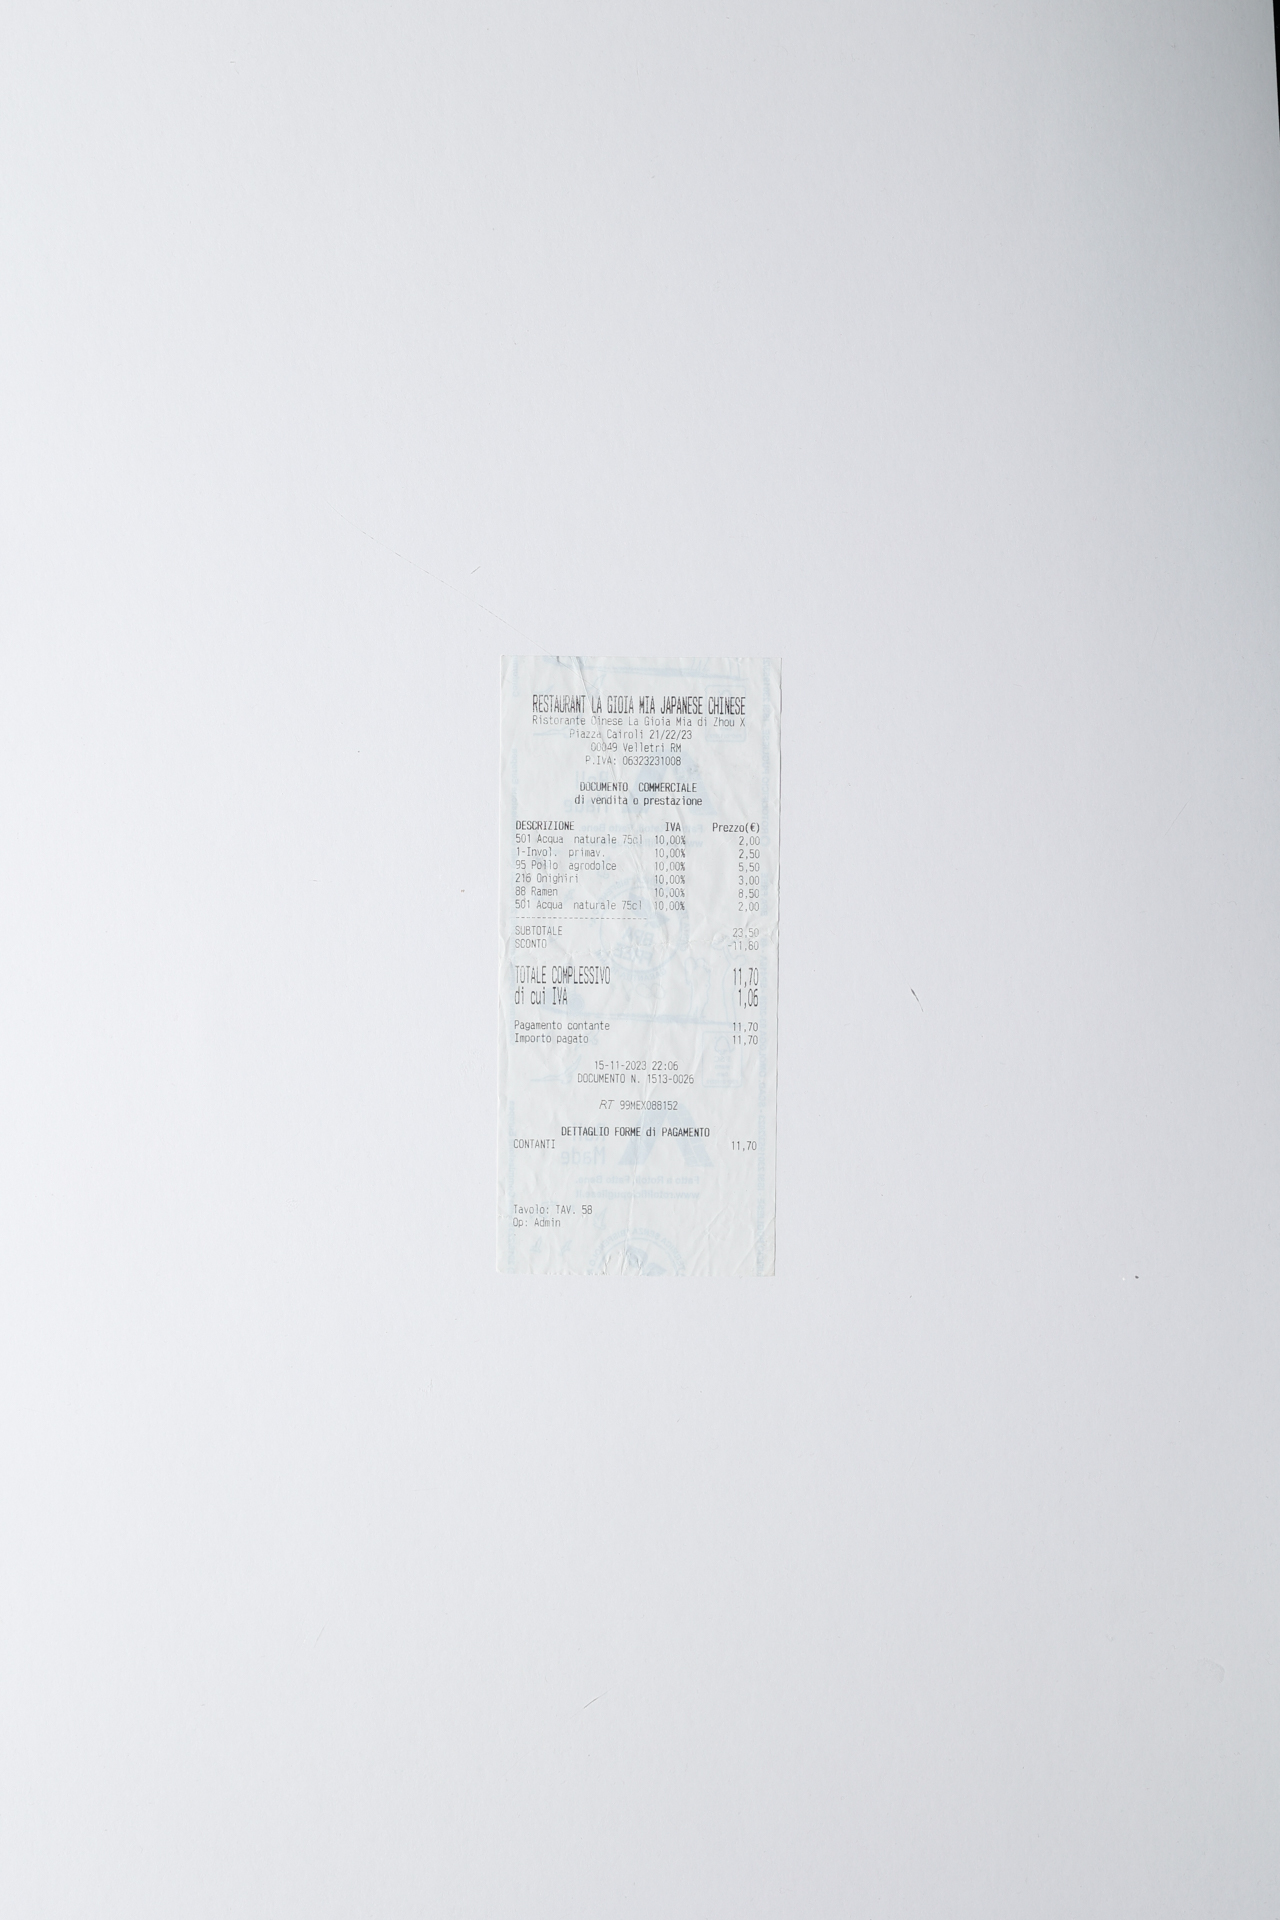 RESTAURANT LA GIOIA MIA JAPANESE CHINESE
Ristorante Cinese La Gioia Mia di Zhou X
Piazza Cairoli 21/22/23
00049 Velletri RM
P.IVA: 06323231008
DOCUMENTO COMMERCIALE
di vendita o prestazione
DESCRIZIONE IVA Prezzo(€)
501 Acqua naturale 75cl 10,00% 2,00
1-Invol. primav. 10,00% 2,50
95 Pollo agrodolce 10,00% 5,50
216 Onighiri 10,00% 3,00
88 Ramen 10,00% 8,50
501 Acqua naturale 75cl 10,00% 2,00
SUBTOTALE 23,50
SCONTO -11,80
TOTALE COMPLESSIVO 11,70
di cui IVA 1,06
Pagamento contante 11,70
Importo pagato 11,70
15-11-2023 22:06
DOCUMENTO N. 1513-0026
RT 99MEX088152
DETTAGLIO FORME di PAGAMENTO
CONTANTI 11,70
Tavolo: TAV. 58
Op: Admin